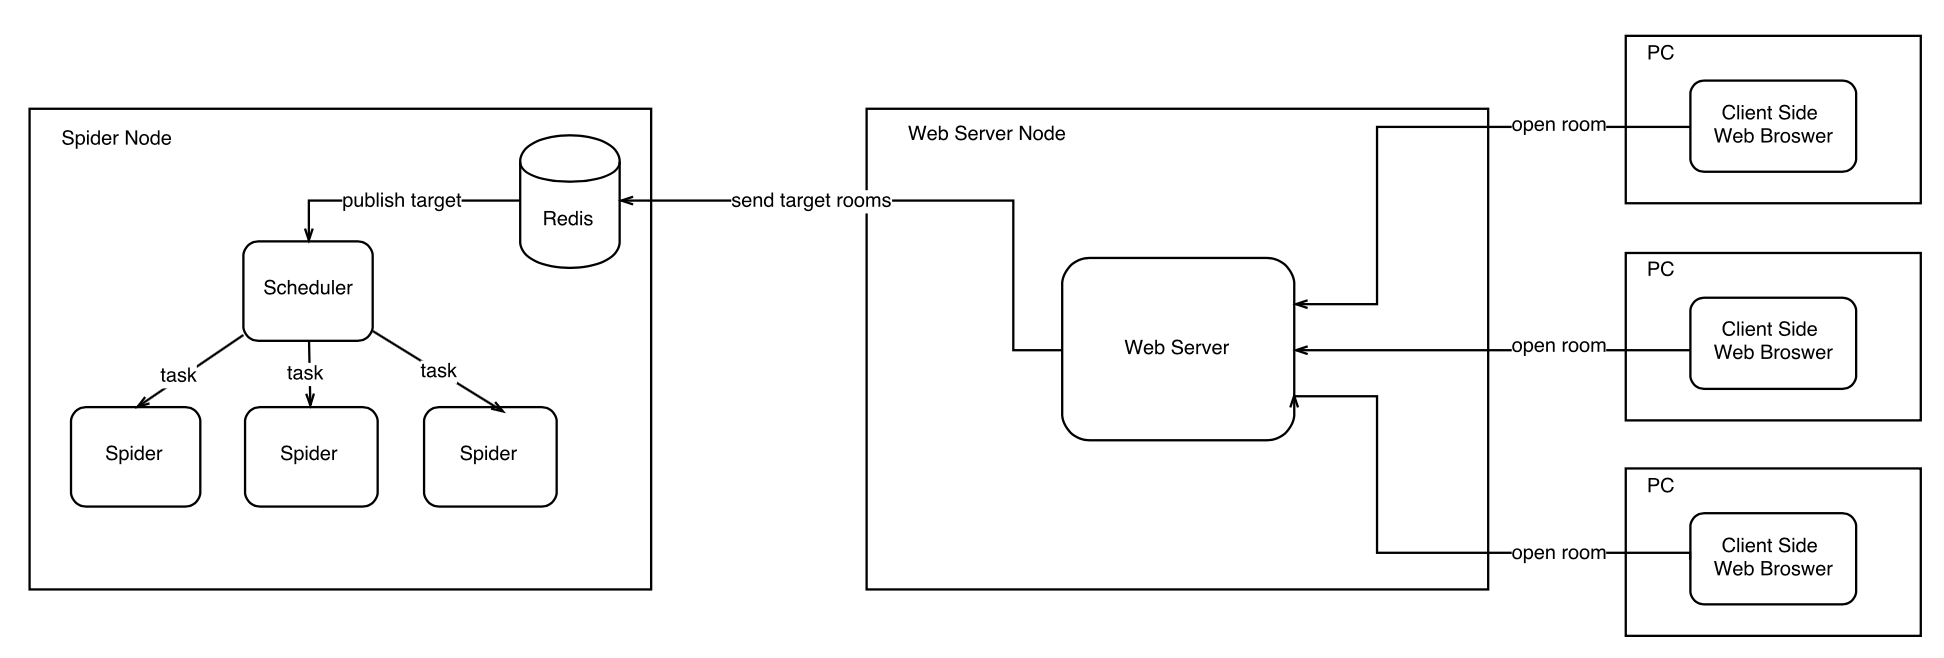 Spider Node
Redis
publish target
Scheduler
task
task
task
Spider
Spider
Spider
send target rooms
Web Server Node
Web Server
open room
open room
open room
PC
Client Side
Web Broswer
PC
Client Side
Web Broswer
PC
Client Side
Web Broswer